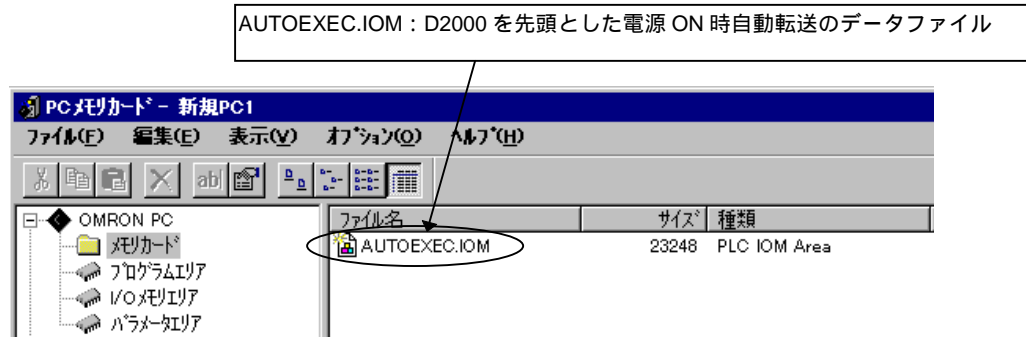 AUTOEXEC.IOM：D2000 を先頭とした電源 ON 時自動転送のデータファイル
PCメモリカード - 新規PC1
ファイル(F) 編集(E) 表示(V) オプション(O) ヘルプ(H)
ab
OMRON PC
メモリカード
プログラムエリア
I/Oメモリエリア
パラメータエリア
ファイル名 サイズ 種類
AUTOEXEC.IOM 23248 PLC IOM Area